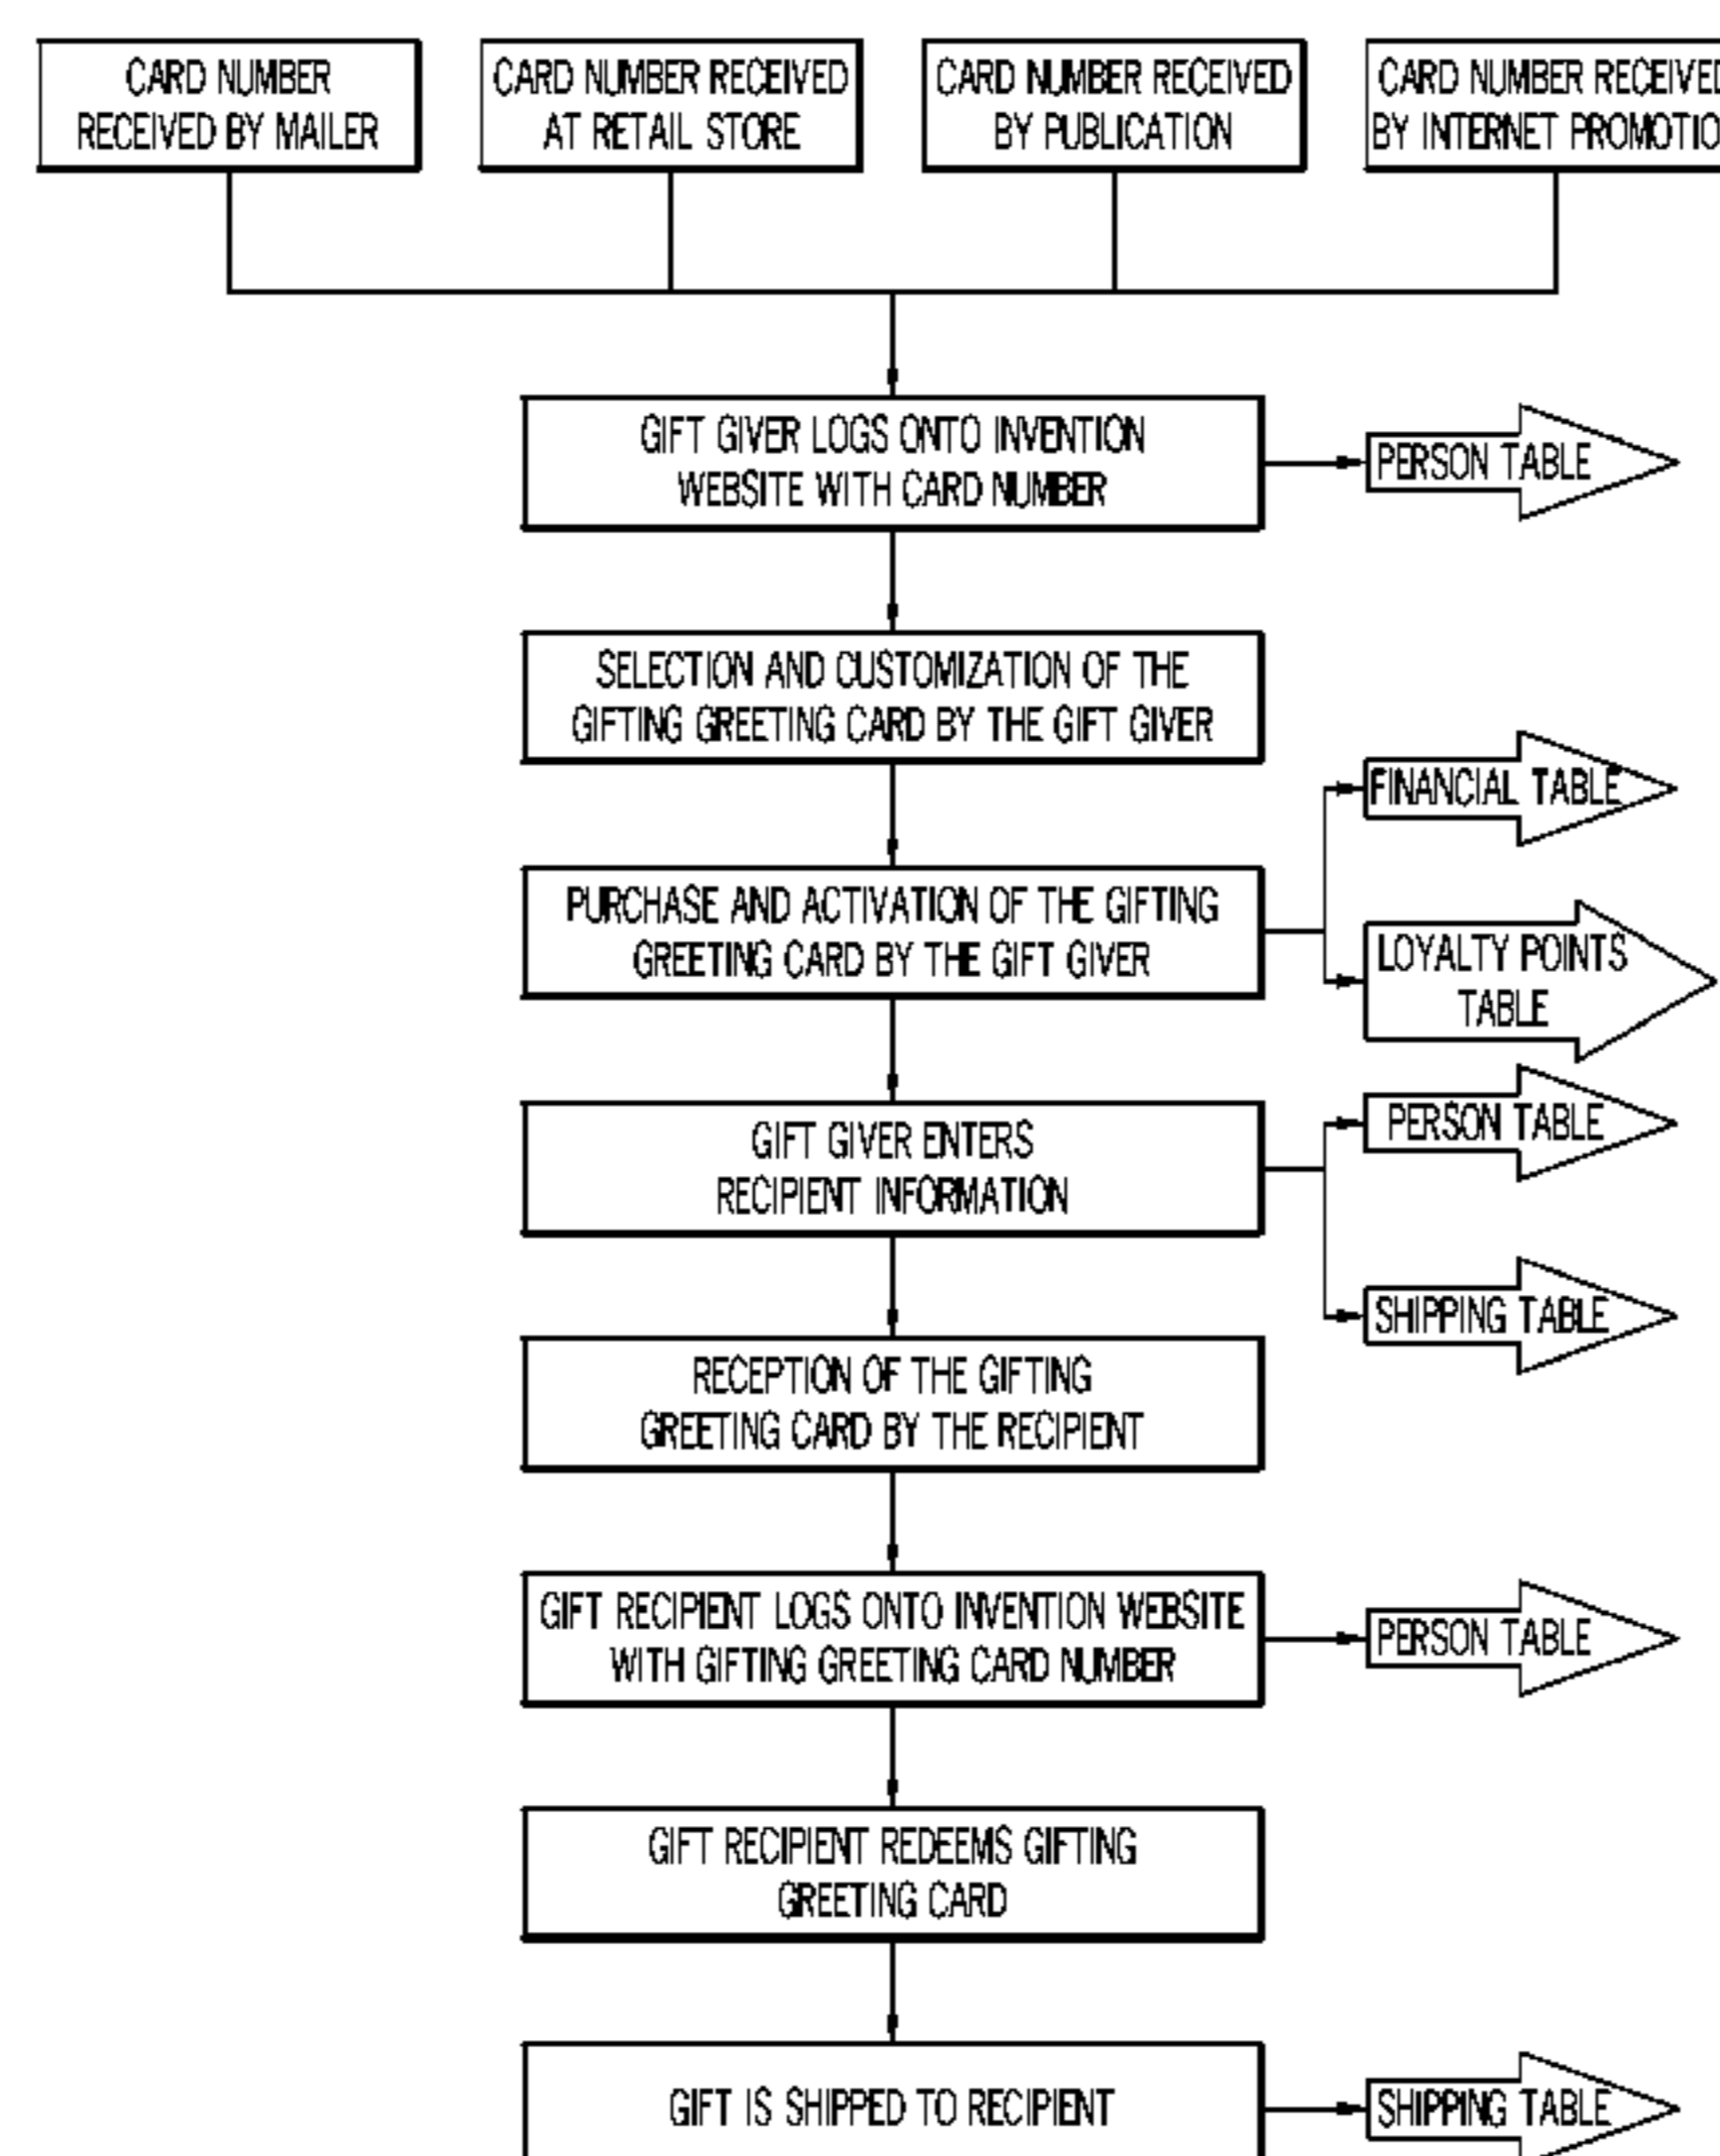 CARD NUMBER
RECEIVED BY MAILER
CARD NUMBER RECEIVED
AT RETAIL STORE
CARD NUMBER RECEIVED
BY PUBLICATION
CARD NUMBER RECEIVED
BY INTERNET PROMOTIO
GIFT GIVER LOGS ONTO INVENTION
WEBSITE WITH CARD NUMBER
PERSON TABLE
SELECTION AND CUSTOMIZATION OF THE
GIFTING GREETING CARD BY THE GIFT GIVER
FINANCIAL TABLE
PURCHASE AND ACTIVATION OF THE GIFTING
GREETING CARD BY THE GIFT GIVER
LOYALTY POINTS
TABLE
GIFT GIVER ENTERS
RECIPIENT INFORMATION
PERSON TABLE
SHIPPING TABLE
RECEPTION OF THE GIFTING
GREETING CARD BY THE RECIPIENT
GIFT RECIPIENT LOGS ONTO INVENTION WEBSITE
WITH GIFTING GREETING CARD NUMBER
PERSON TABLE
GIFT RECIPIENT REDEEMS GIFTING
GREETING CARD
GIFT IS SHIPPED TO RECIPIENT
SHIPPING TABLE